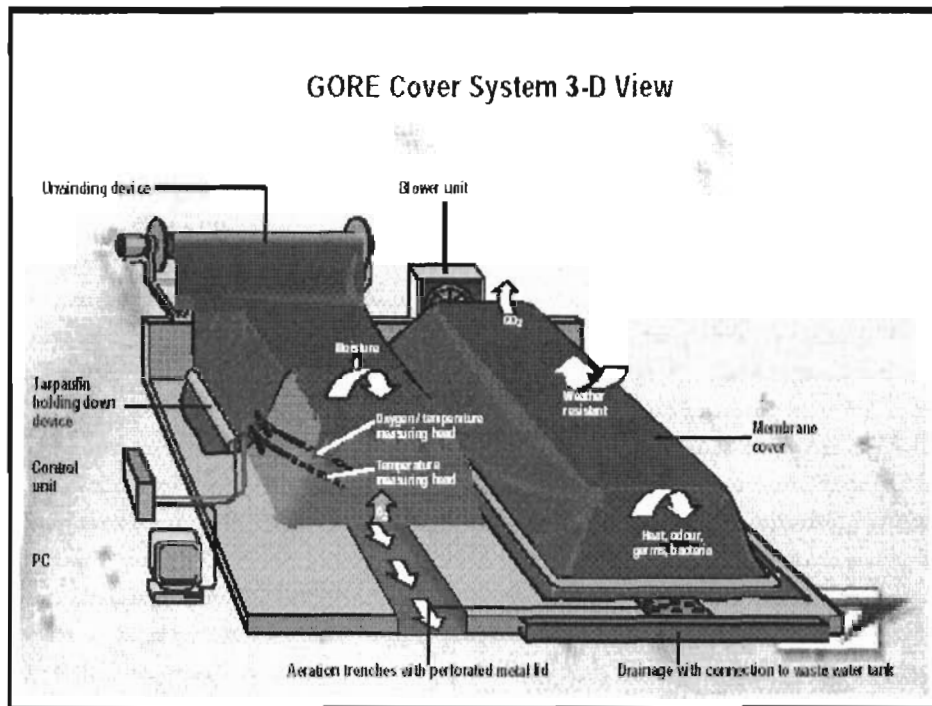 GORE Cover System 3-D View
Unwinding device
Blower unit
CO2
Moisture
Weather
resistant
Tarpaulin
holding down
device
Oxygen/temperature
measuring head
Membrane
cover
Control
unit
Temperature
measuring head
O2
Heat, odour,
germs, bacteria
PC
Aeration trenches with perforated metal lid
Drainage with connection to waste water tank